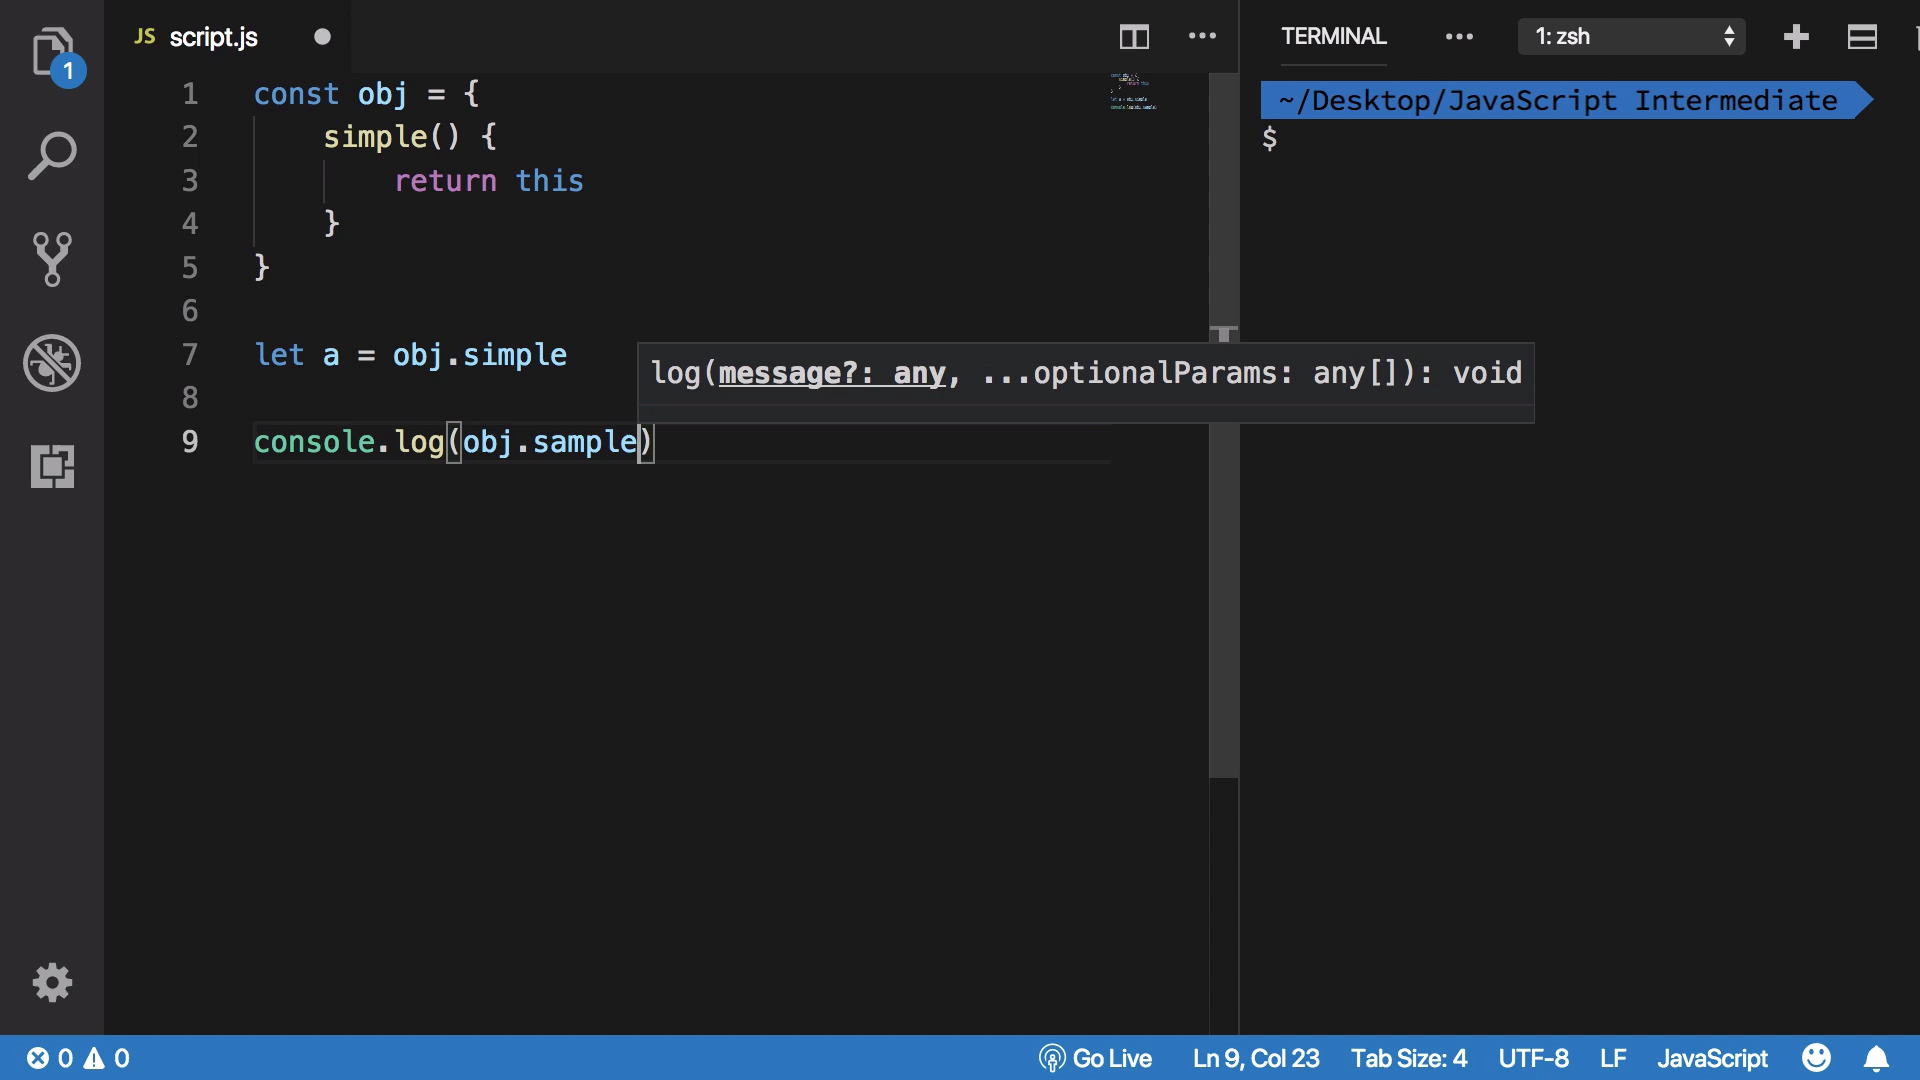 JS script.js
TERMINAL
1: zsh
1
1 const obj = {
2 simple() {
3 return this
4 }
5 }
6
7 let a = obj.simple
8
9 console.log(obj.sample)
log(message?: any, ...optionalParams: any[]): void
~/Desktop/JavaScript Intermediate
$
0 0
Go Live Ln 9, Col 23 Tab Size: 4 UTF-8 LF JavaScript